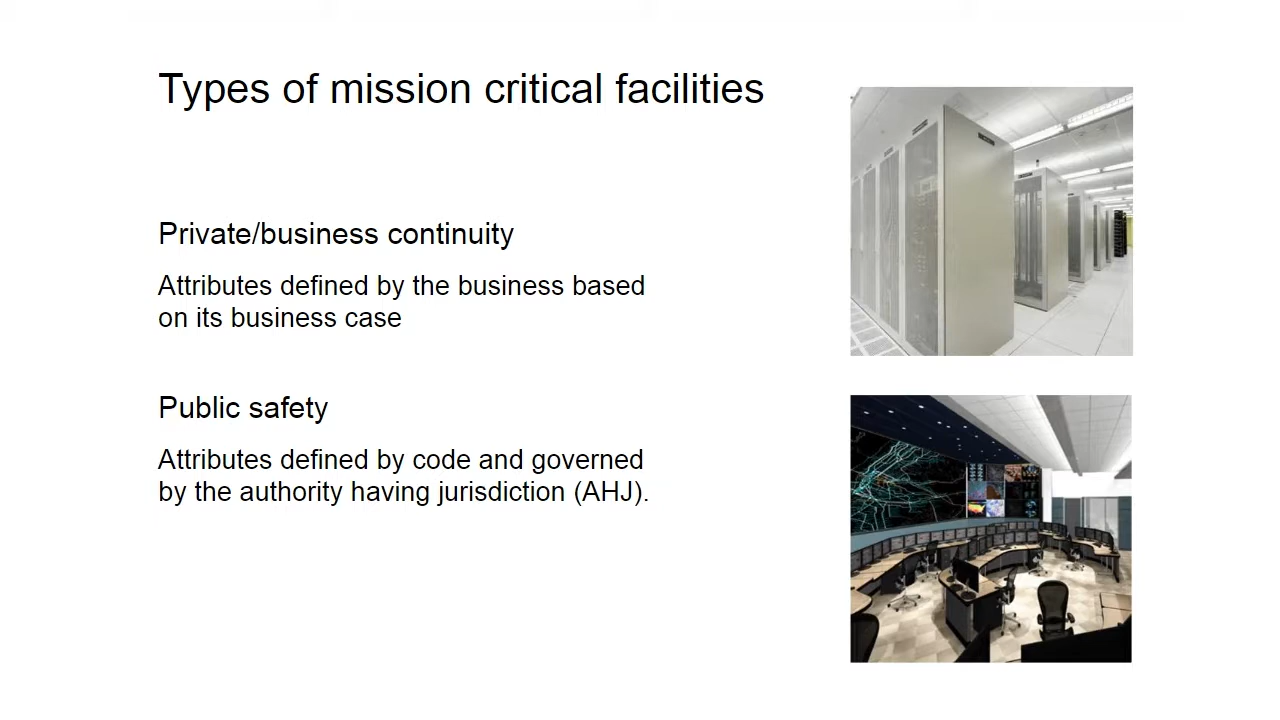 Types of mission critical facilities
Private/business continuity
Attributes defined by the business based
on its business case
Public safety
Attributes defined by code and governed
by the authority having jurisdiction (AHJ).